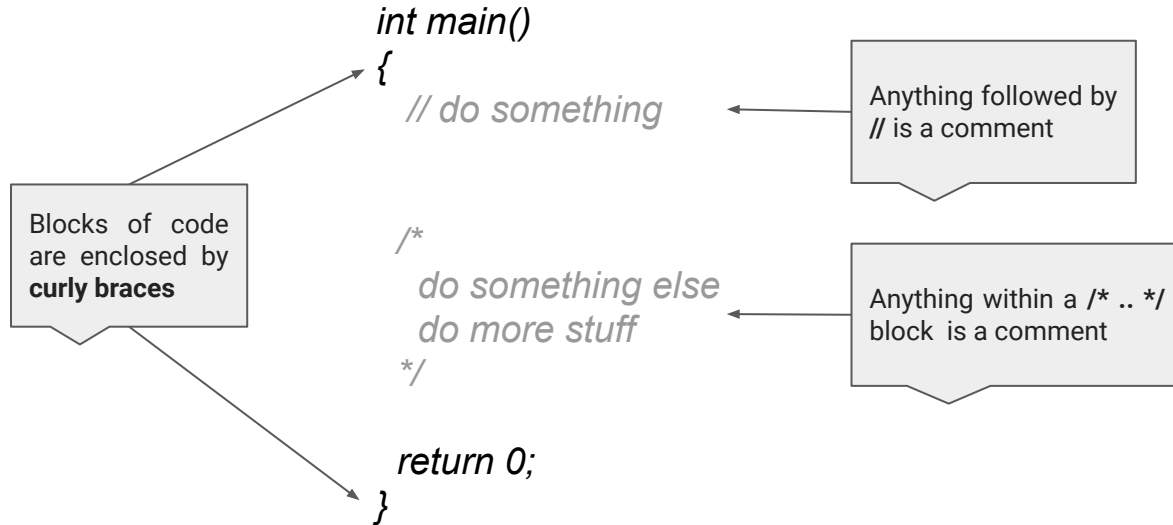 int main()
{
// do something
Anything followed by
// is a comment
Blocks of code
are enclosed by
curly braces
/*
do something else
do more stuff
*/
Anything within a /* .. */
block is a comment
return 0;
}